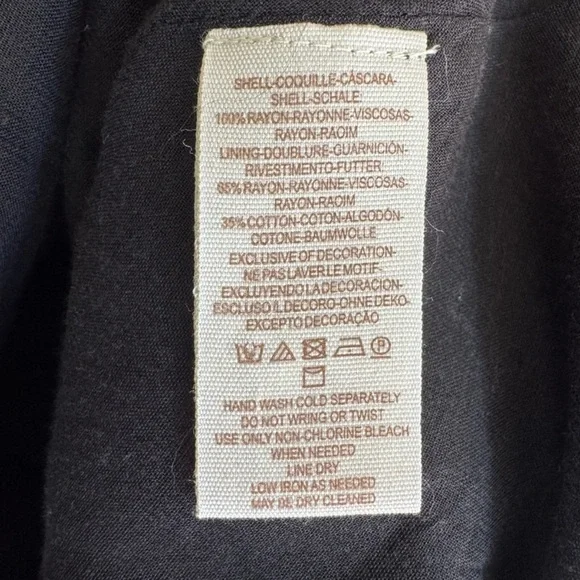 SHELL-COQUILLE-CÁSCARA-
SHELL-SCHALE
100% RAYON-RAYONNE-VISCOSAS-
RAYON-RAOIM
LINING-DOUBLURE-GUARNICIÓN-
RIVESTIMENTO-FUTTER
65% RAYON-RAYONNE-VISCOSAS-
RAYON-RAOIM
35% COTTON-COTON-ALGODÓN-
COTONE-BAUMWOLLE
EXCLUSIVE OF DECORATION-
NE PAS LAVER LE MOTIF-
EXCLUYENDO LA DECORACION-
ESCLUSO IL DECORO-OHNE DEKO-
EXCEPTO DECORAÇÃO
HAND WASH COLD SEPARATELY
DO NOT WRING OR TWIST
USE ONLY NON-CHLORINE BLEACH
WHEN NEEDED
LINE DRY
LOW IRON AS NEEDED
MAY BE DRY CLEANED